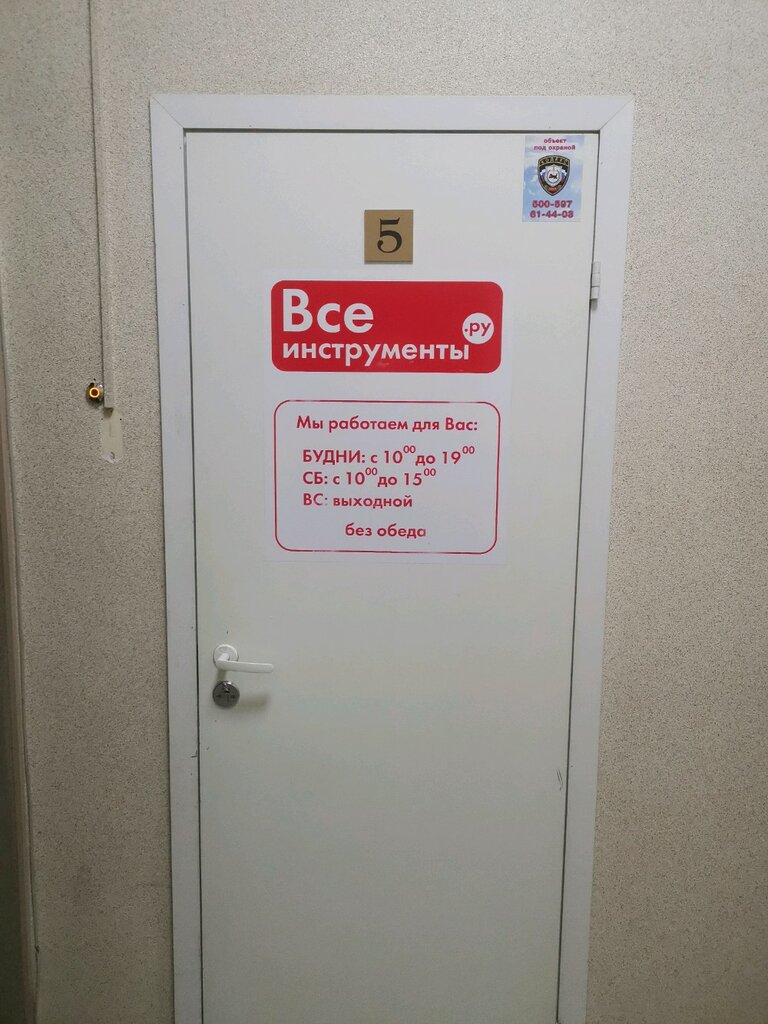 объект
под охраной
500-597
61-44-03
5
Все
инструменты
.ру
Мы работаем для Вас:
БУДНИ: с 10⁰⁰ до 19⁰⁰
СБ: с 10⁰⁰ до 15⁰⁰
ВС: выходной
без обеда